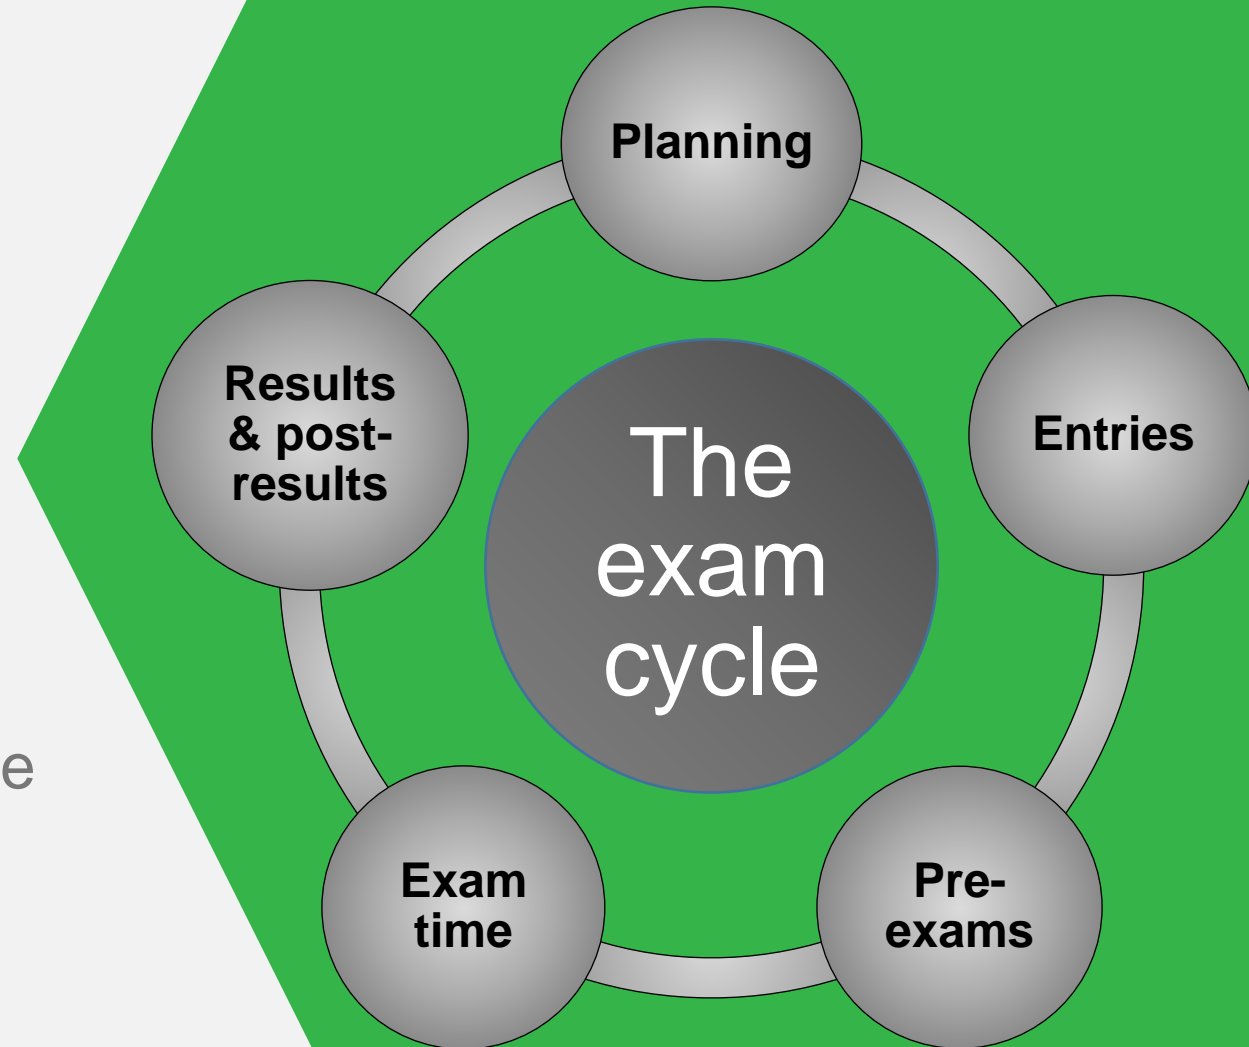 Planning
Entries
Results
& post-
results
The
exam
cycle
e
Exam
time
Pre-
exams